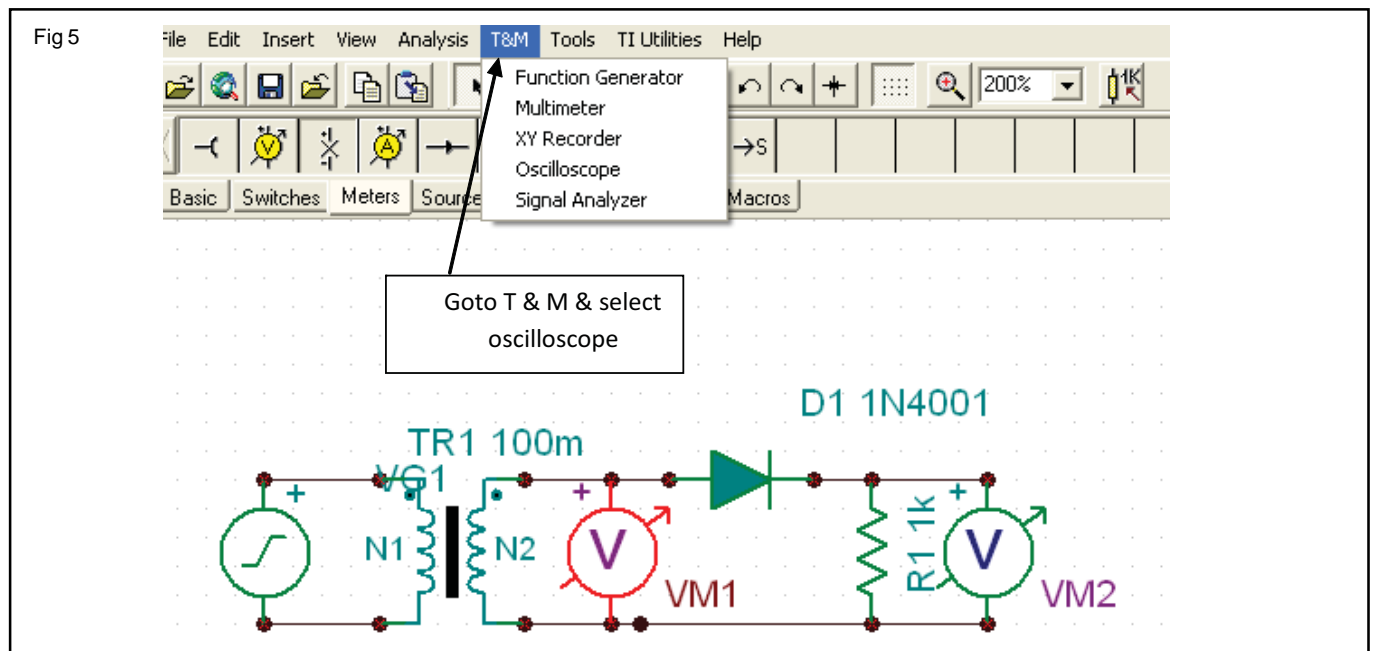 Fig 5
File Edit Insert View Analysis T&M Tools TI Utilities Help
Function Generator
200%
1K
Multimeter
XY Recorder
Oscilloscope
Signal Analyzer
V
A
→S
Basic Switches Meters Source Macros
Goto T & M & select
oscilloscope
D1 1N4001
TR1 100m
VG1
+
+
+
N1
N2
V
R1 1k
V
VM1
VM2